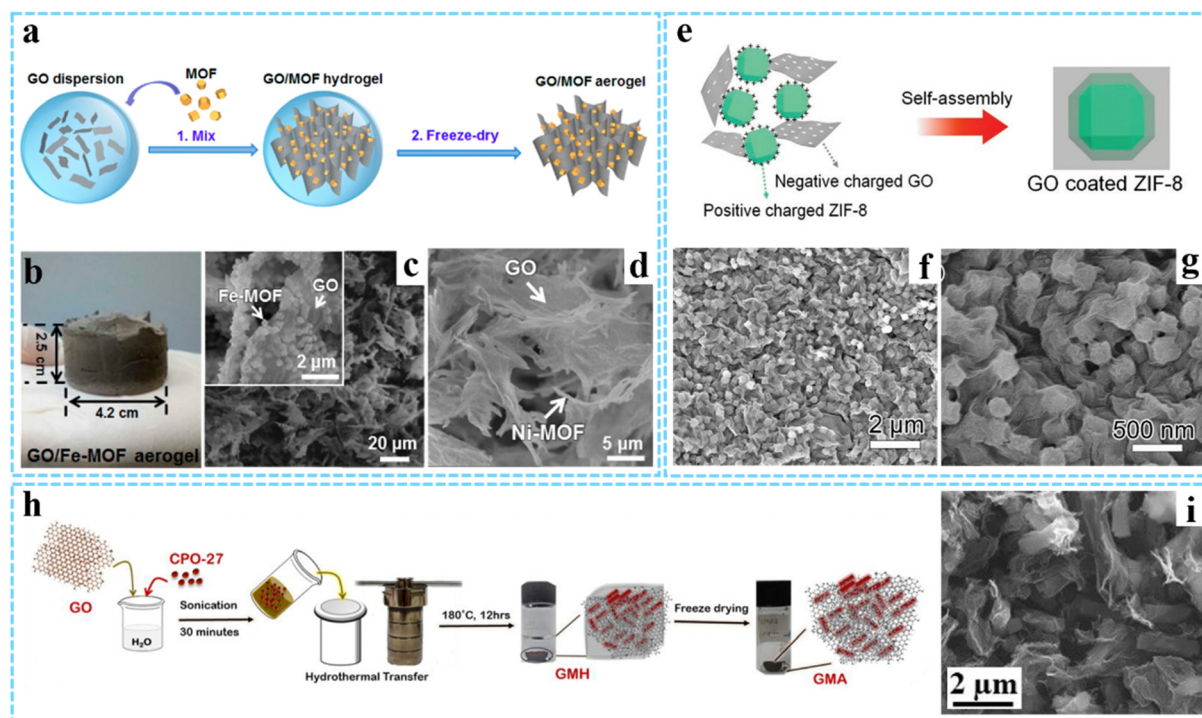 a
GO dispersion
MOF
1. Mix
GO/MOF hydrogel
2. Freeze-dry
GO/MOF aerogel
b
2.5 cm
4.2 cm
GO/Fe-MOF aerogel
c
Fe-MOF
GO
2 μm
20 μm
d
GO
Ni-MOF
5 μm
e
Self-assembly
Negative charged GO
Positive charged ZIF-8
GO coated ZIF-8
f
2 μm
g
500 nm
h
GO
CPO-27
H2O
Sonication
30 minutes
Hydrothermal Transfer
180°C, 12hrs
GMH
Freeze drying
GMA
i
2 μm